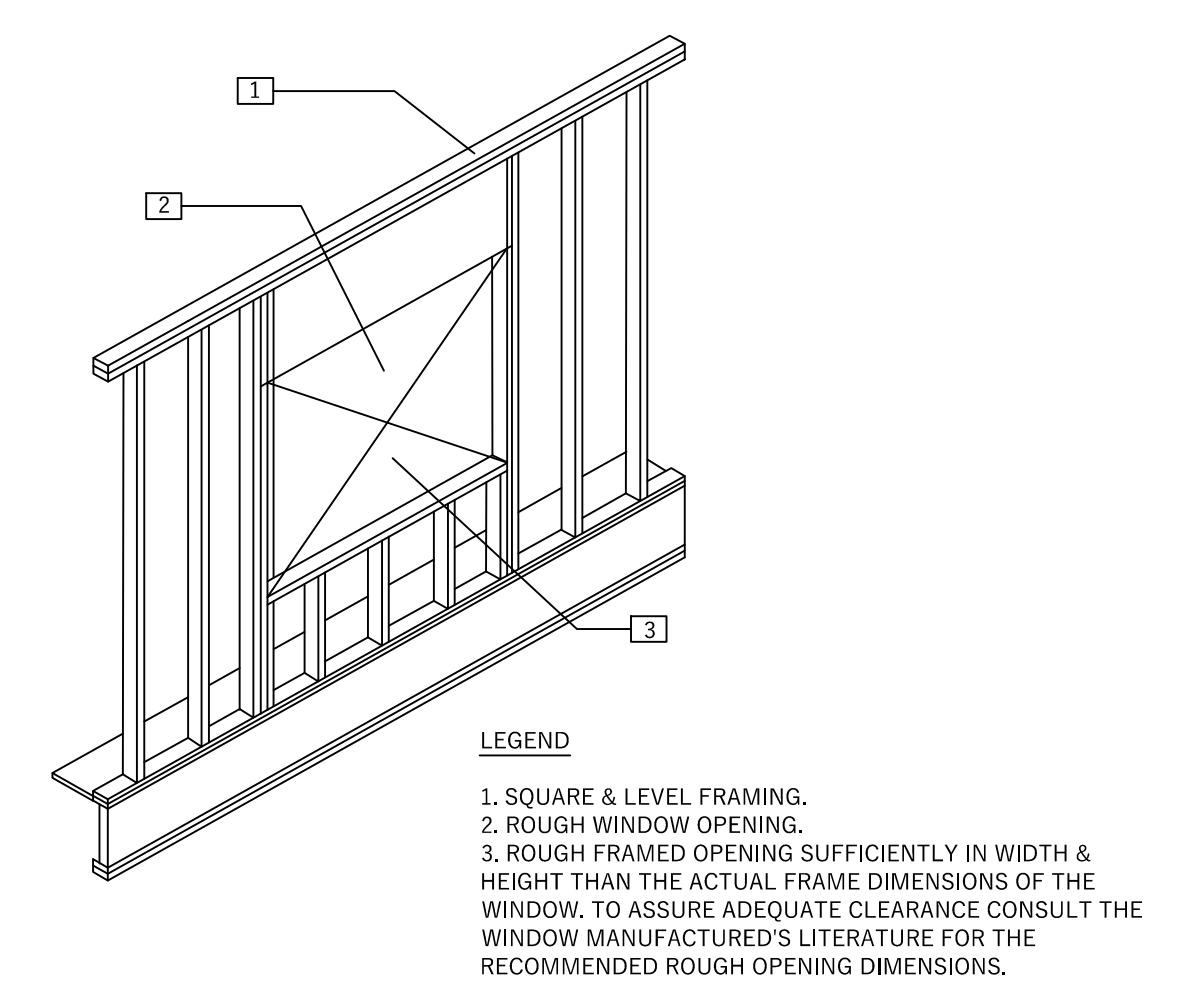 1
2
3
LEGEND
1. SQUARE & LEVEL FRAMING.
2. ROUGH WINDOW OPENING.
3. ROUGH FRAMED OPENING SUFFICIENTLY IN WIDTH &
HEIGHT THAN THE ACTUAL FRAME DIMENSIONS OF THE
WINDOW. TO ASSURE ADEQUATE CLEARANCE CONSULT THE
WINDOW MANUFACTURED'S LITERATURE FOR THE
RECOMMENDED ROUGH OPENING DIMENSIONS.